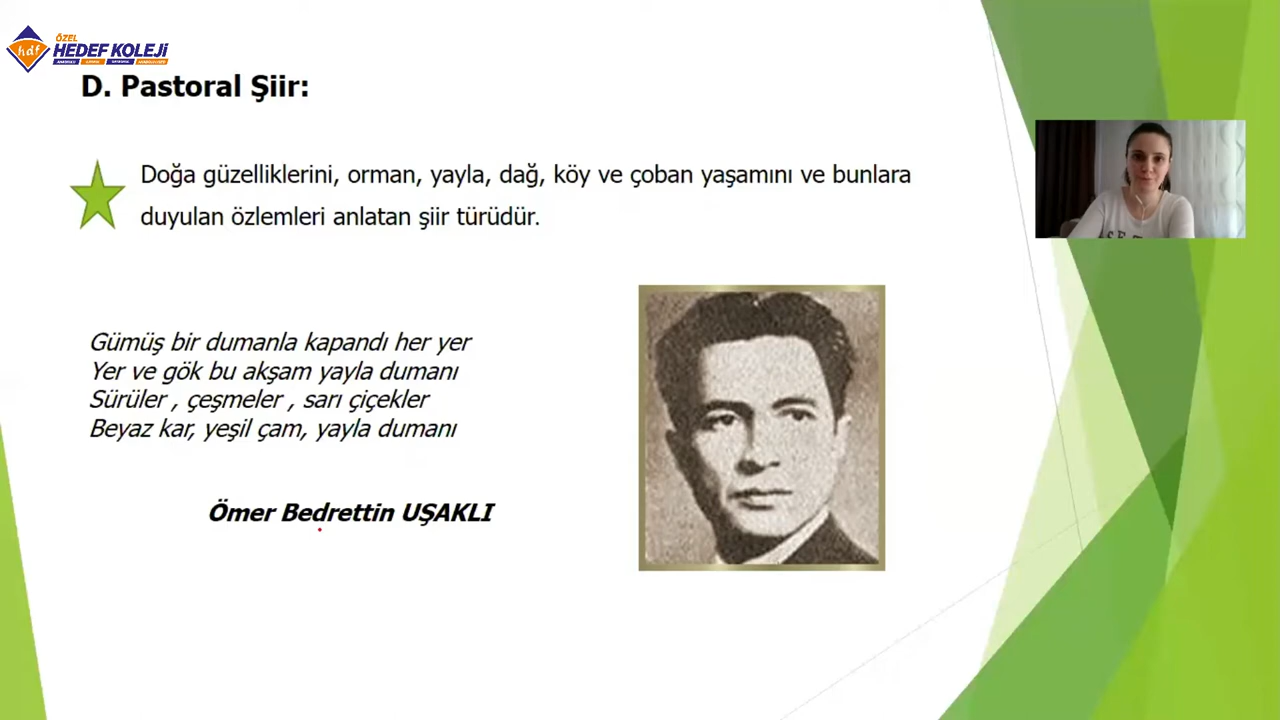 ÖZEL
HEDEF KOLEJİ
hdf
D. Pastoral Şiir:
Doğa güzelliklerini, orman, yayla, dağ, köy ve çoban yaşamını ve bunlara
duyulan özlemleri anlatan şiir türüdür.
Gümüş bir dumanla kapandı her yer
Yer ve gök bu akşam yayla dumanı
Sürüler , çeşmeler , sarı çiçekler
Beyaz kar, yeşil çam, yayla dumanı
Ömer Bedrettin UŞAKLI